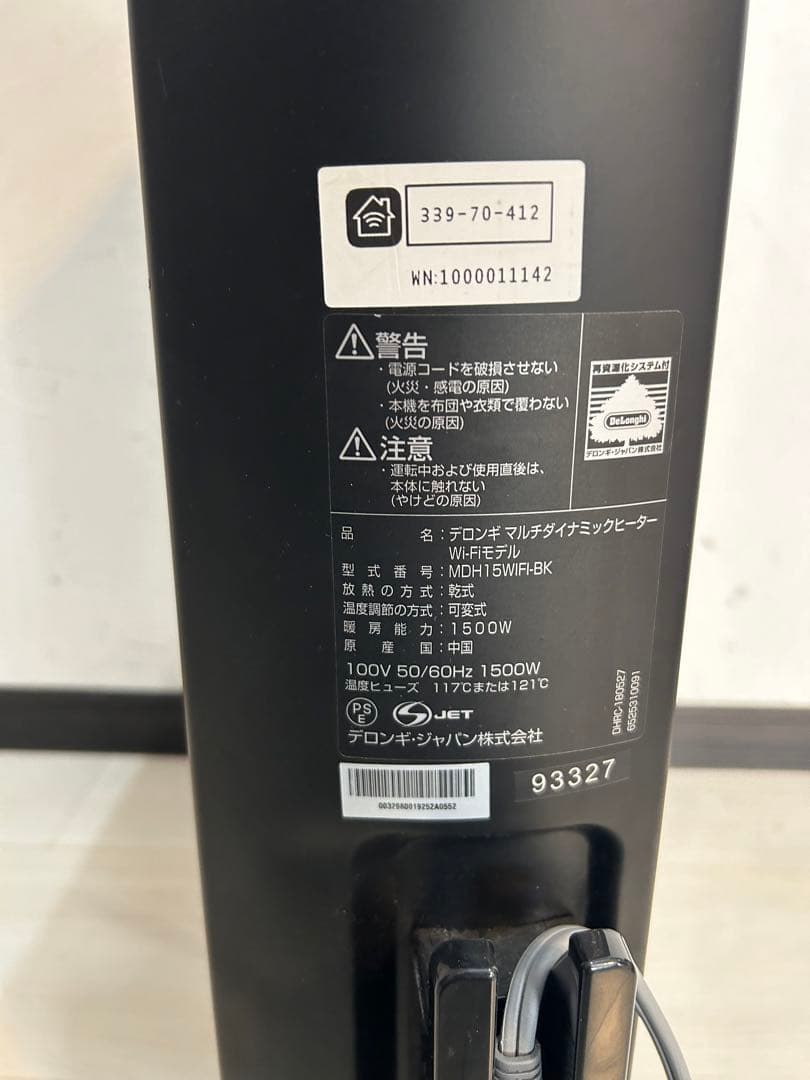 339-70-412
WN:1000011142
警告
・電源コードを破損させない
(火災・感電の原因)
・本機を布団や衣類で覆わない
(火災の原因)
注意
・運転中および使用直後は、
本体に触れない
(やけどの原因)
再資源化システム付
DeLonghi
デロンギ・ジャパン株式会社
品名：デロンギ マルチダイナミックヒーター
Wi-Fiモデル
型式番号：MDH15WIFI-BK
放熱の方式：乾式
温度調節の方式：可変式
暖房能力：1500W
原産国：中国
100V 50/60Hz 1500W
温度ヒューズ 117℃または121℃
PS
E
S JET
デロンギ・ジャパン株式会社
DHRC-180527
6525310091
003298D019252A0552
93327